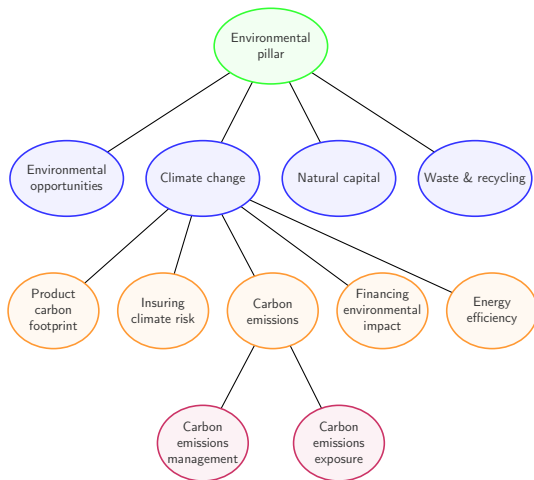 Environmental
pillar
Environmental
opportunities
Climate change
Natural capital
Waste & recycling
Product
carbon
footprint
Insuring
climate risk
Carbon
emissions
Financing
environmental
impact
Energy
efficiency
Carbon
emissions
management
Carbon
emissions
exposure